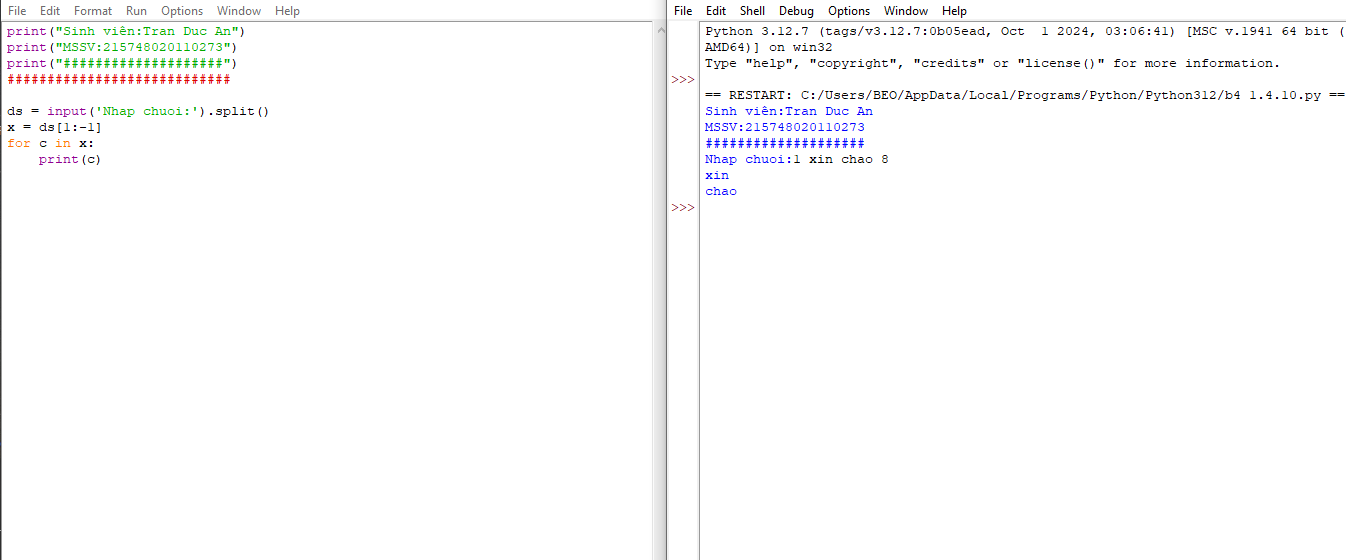 File Edit Format Run Options Window Help
print("Sinh viên:Tran Duc An")
print("MSSV:215748020110273")
print("####################")
############################
ds = input('Nhap chuoi:').split()
x = ds[1:-1]
for c in x:
    print(c)
File Edit Shell Debug Options Window Help
Python 3.12.7 (tags/v3.12.7:0b05ead, Oct  1 2024, 03:06:41) [MSC v.1941 64 bit (
AMD64)] on win32
Type "help", "copyright", "credits" or "license()" for more information.
>>>
== RESTART: C:/Users/BEO/AppData/Local/Programs/Python/Python312/b4 1.4.10.py ==
Sinh viên:Tran Duc An
MSSV:215748020110273
####################
Nhap chuoi:1 xin chao 8
xin
chao
>>>